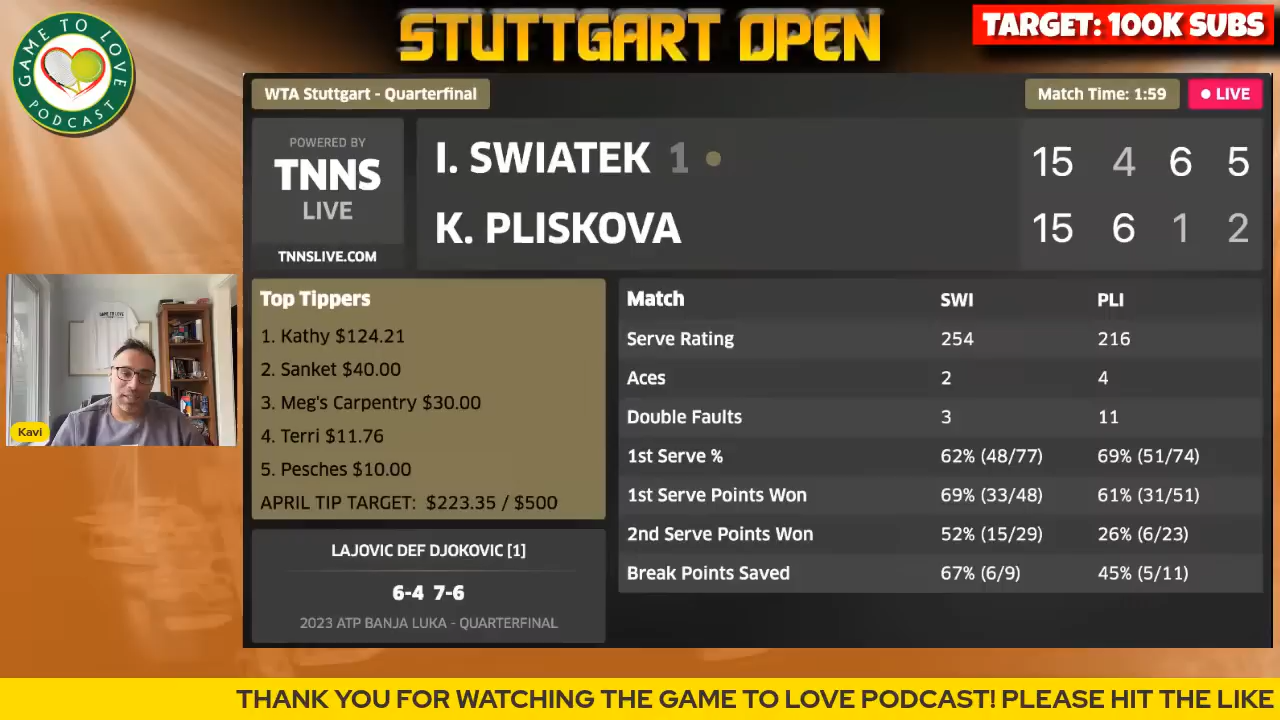 GAME TO LOVE
PODCAST
STUTTGART OPEN
TARGET: 100K SUBS
WTA Stuttgart - Quarterfinal
Match Time: 1:59
LIVE
POWERED BY
TNNS
LIVE
TNNSLIVE.COM
I. SWIATEK 1 15 4 6 5
K. PLISKOVA 15 6 1 2
Top Tippers
1. Kathy $124.21
2. Sanket $40.00
3. Meg's Carpentry $30.00
4. Terri $11.76
5. Pesches $10.00
APRIL TIP TARGET: $223.35 / $500
LAJOVIC DEF DJOKOVIC [1]
6-4 7-6
2023 ATP BANJA LUKA - QUARTERFINAL
Match SWI PLI
Serve Rating 254 216
Aces 2 4
Double Faults 3 11
1st Serve % 62% (48/77) 69% (51/74)
1st Serve Points Won 69% (33/48) 61% (31/51)
2nd Serve Points Won 52% (15/29) 26% (6/23)
Break Points Saved 67% (6/9) 45% (5/11)
GAME TO LOVE
Kavi
THANK YOU FOR WATCHING THE GAME TO LOVE PODCAST! PLEASE HIT THE LIKE